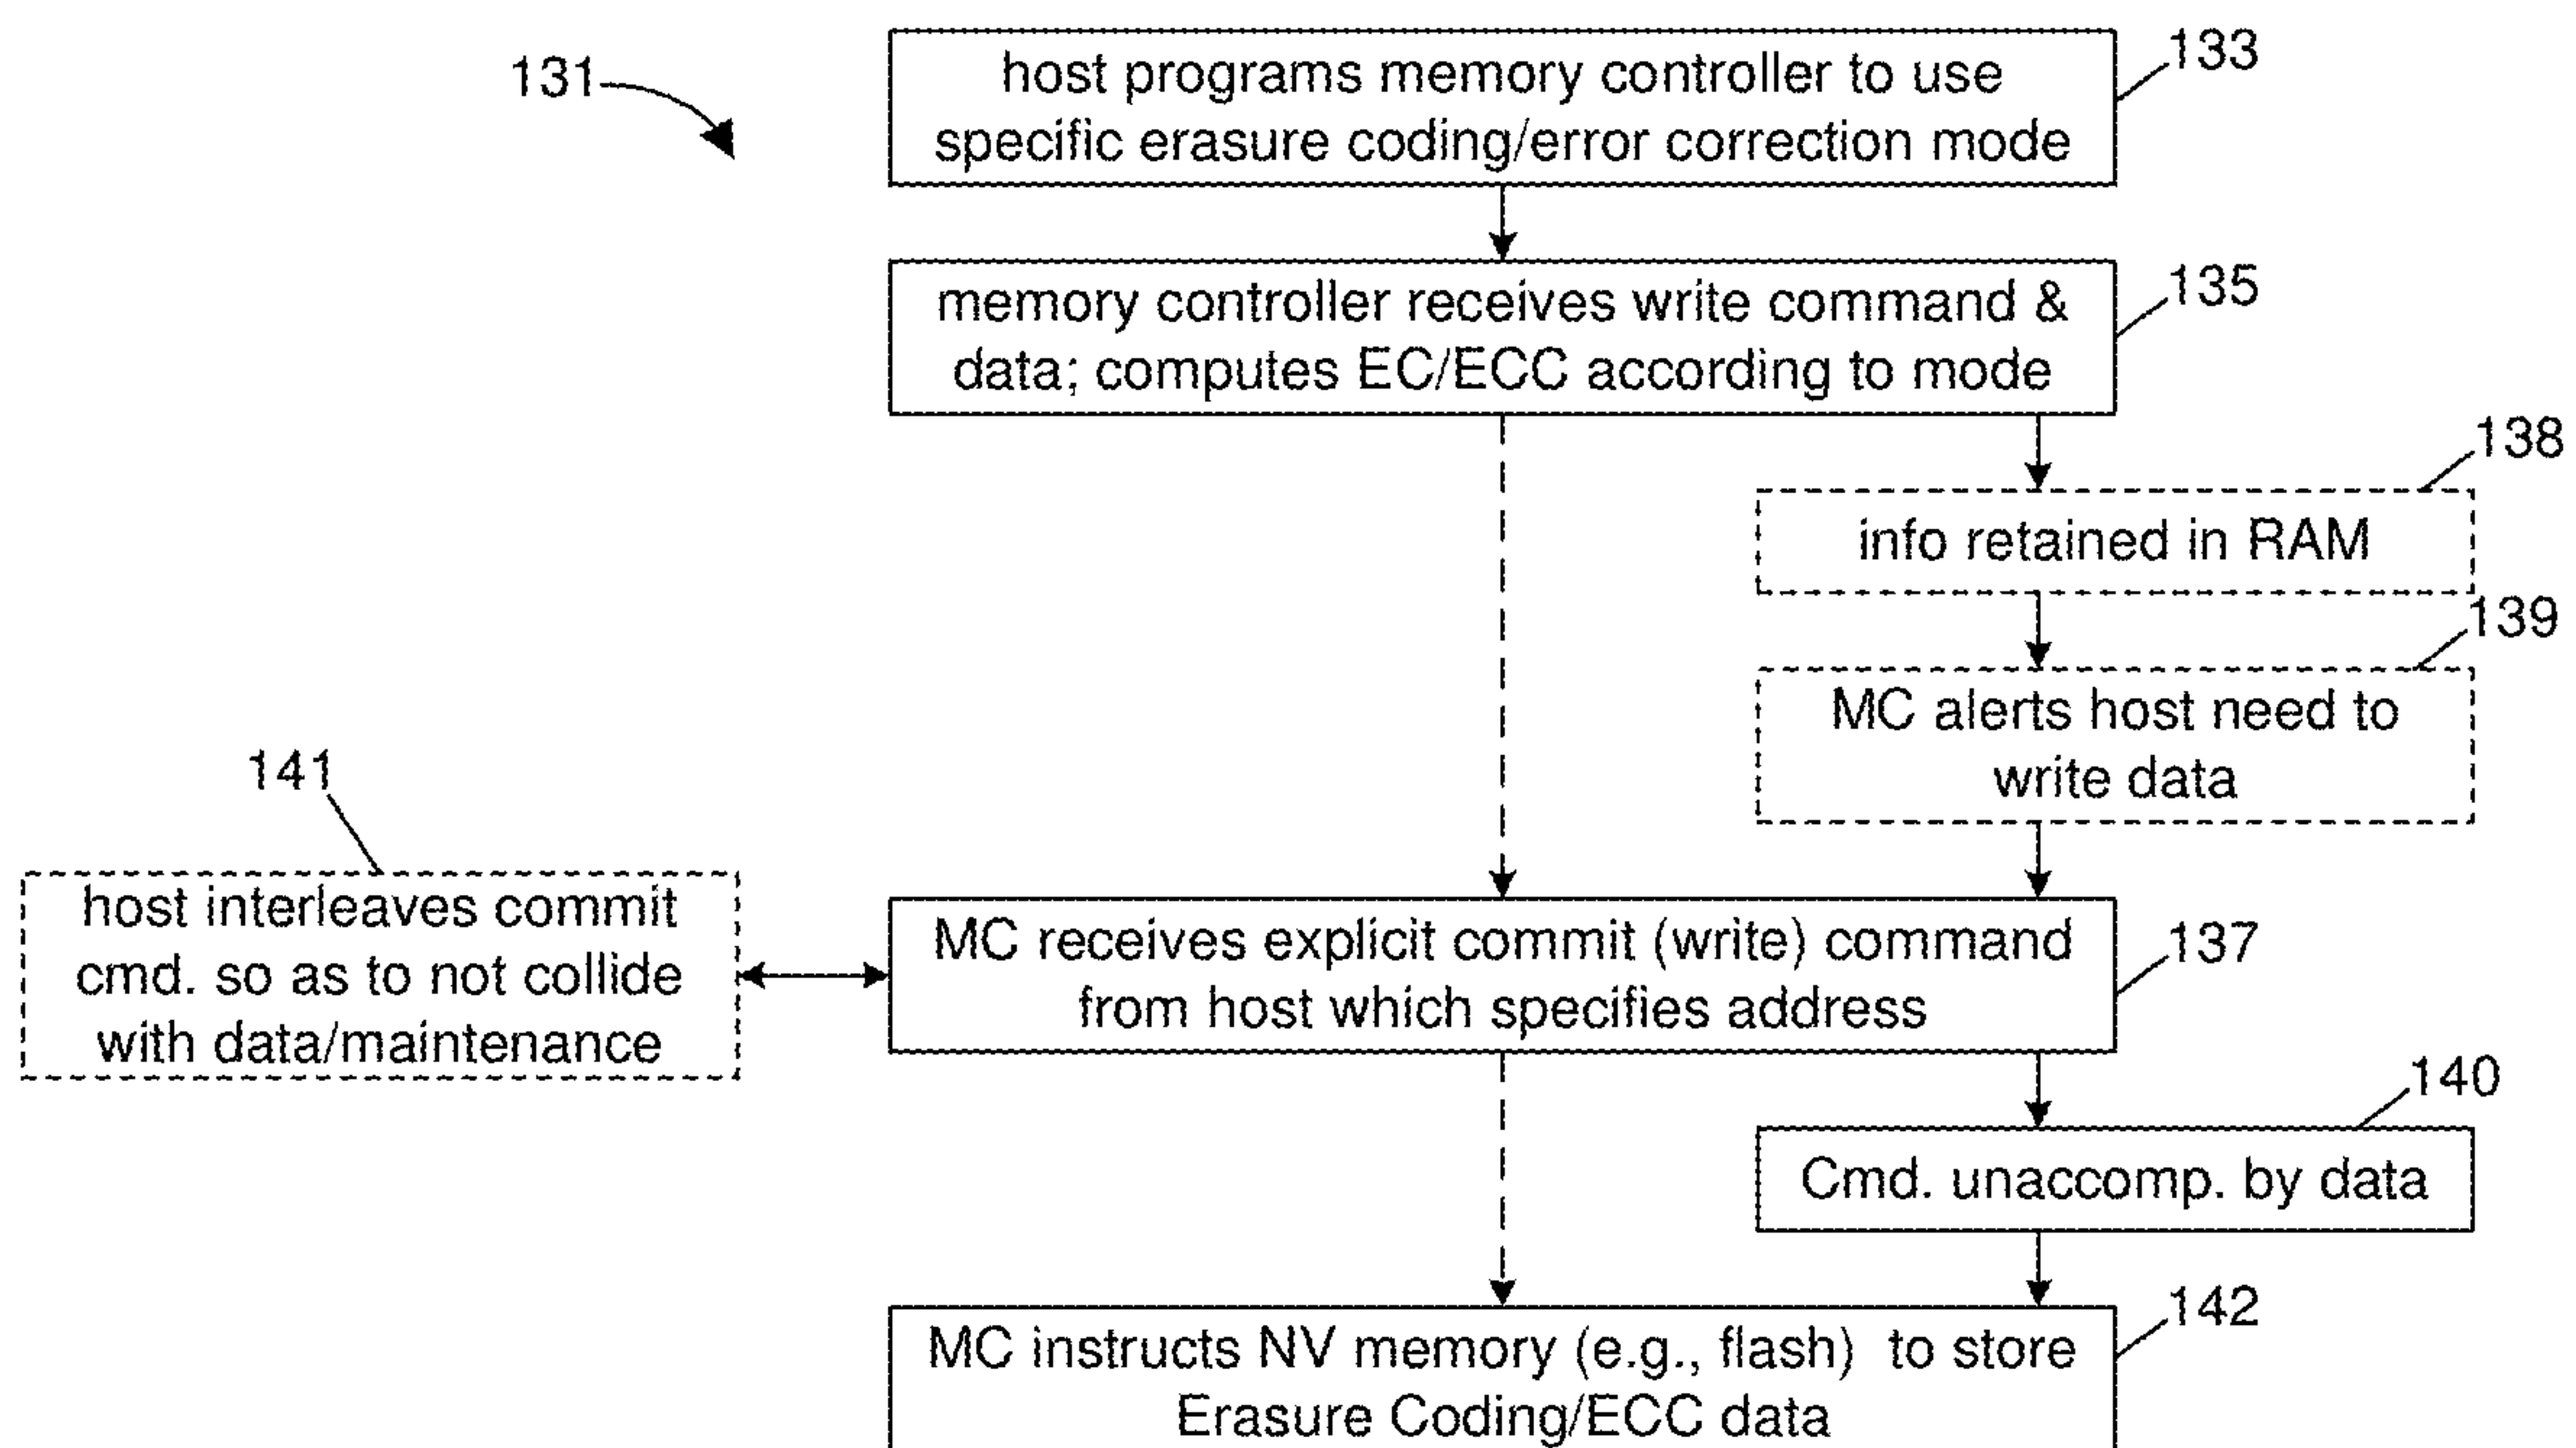 131
host programs memory controller to use
specific erasure coding/error correction mode
133
memory controller receives write command &
data; computes EC/ECC according to mode
135
138
info retained in RAM
139
MC alerts host need to
write data
141
host interleaves commit
cmd. so as to not collide
with data/maintenance
MC receives explicit commit (write) command
from host which specifies address
137
140
Cmd. unaccomp. by data
142
MC instructs NV memory (e.g., flash) to store
Erasure Coding/ECC data